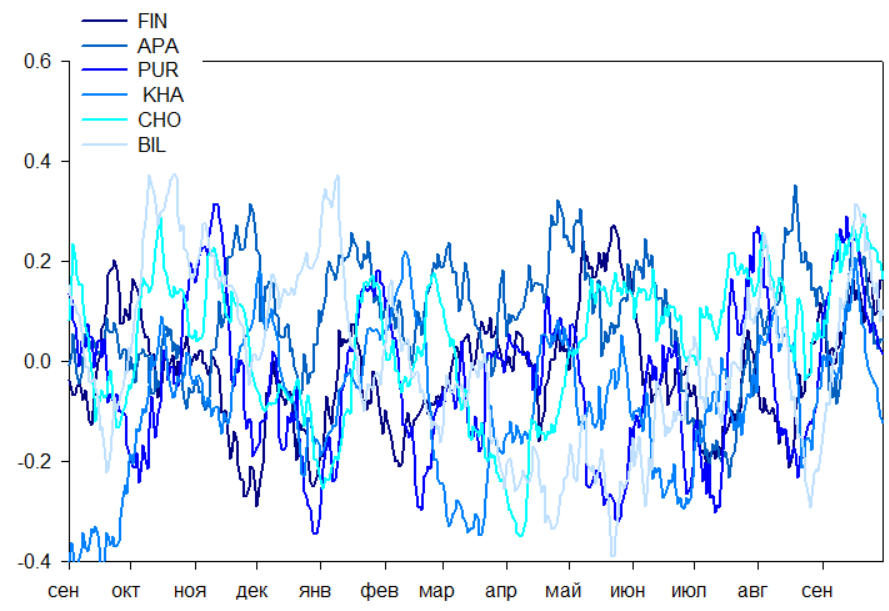 FIN
APA
PUR
KHA
CHO
BIL
0.6
0.4
0.2
0.0
-0.2
-0.4
сен окт ноя дек янв фев мар апр май июн июл авг сен